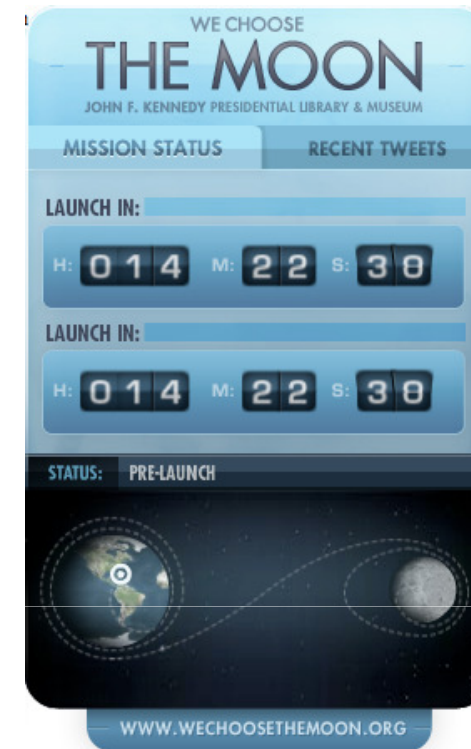 WE CHOOSE
THE MOON
JOHN F. KENNEDY PRESIDENTIAL LIBRARY & MUSEUM
MISSION STATUS RECENT TWEETS
LAUNCH IN:
H: 014 M: 22 S: 38
LAUNCH IN:
H: 014 M: 22 S: 38
STATUS: PRE-LAUNCH
WWW.WECHOOSETHEMOON.ORG